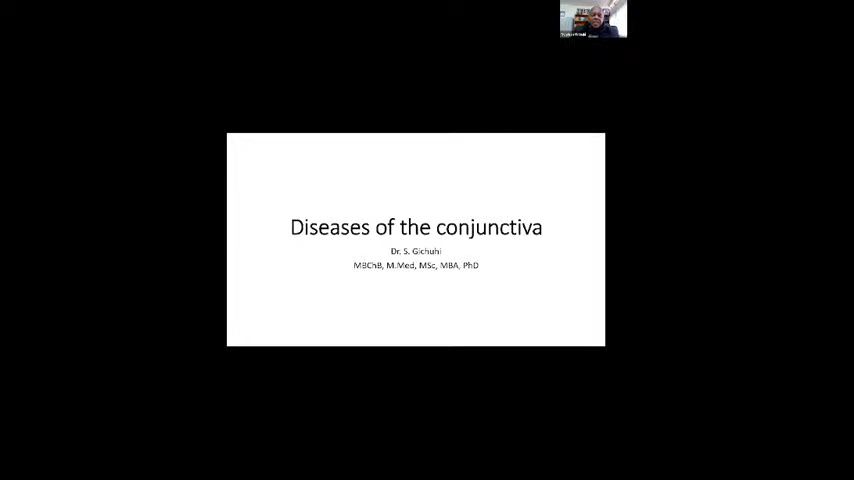 Diseases of the conjunctiva
Dr. S. Gichuhi
MBChB, M.Med, MSc, MBA, PhD